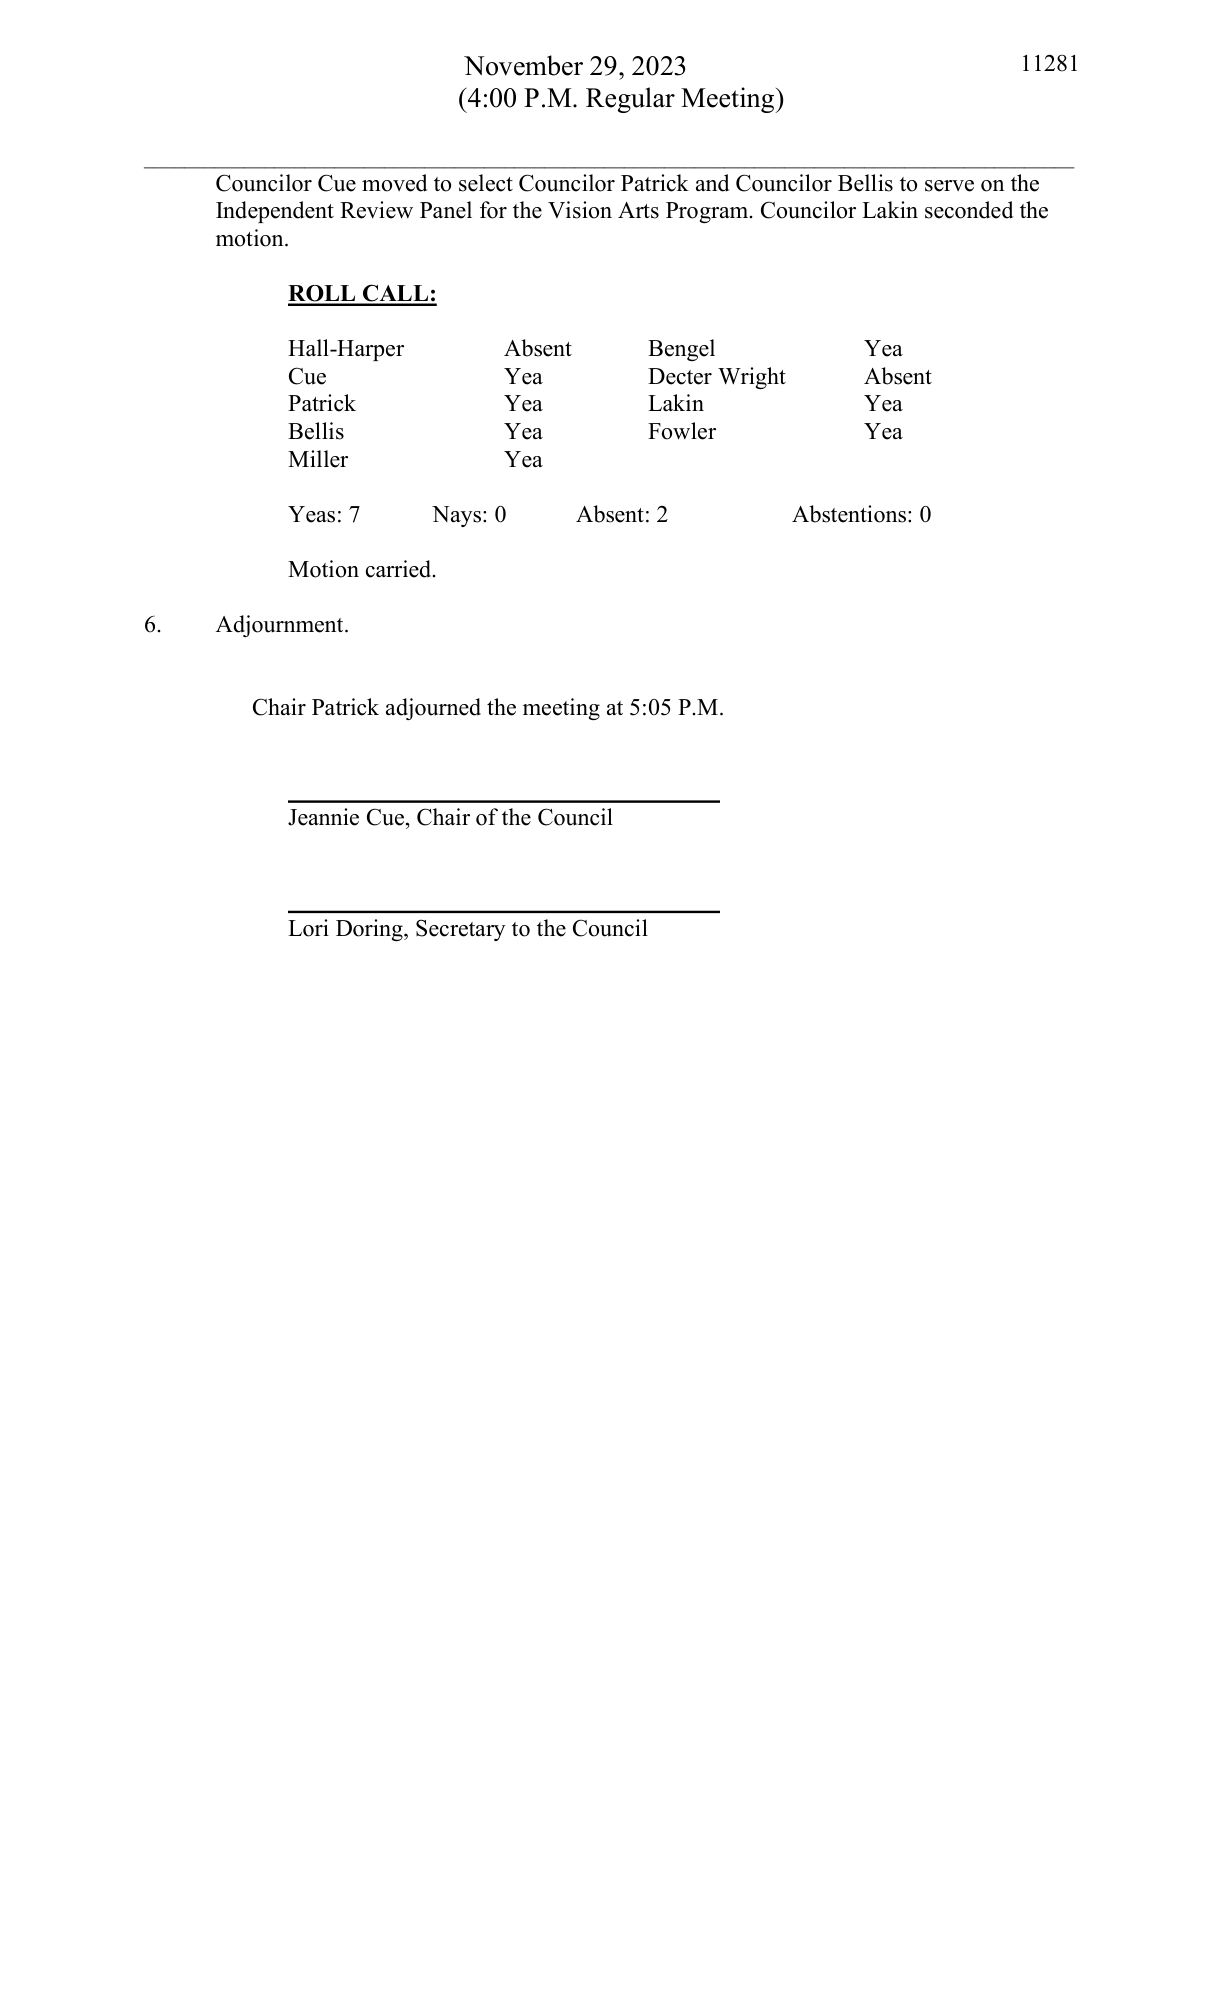 November 29, 2023 11281
(4:00 P.M. Regular Meeting)
Councilor Cue moved to select Councilor Patrick and Councilor Bellis to serve on the
Independent Review Panel for the Vision Arts Program. Councilor Lakin seconded the
motion.
ROLL CALL:
Hall-Harper Absent Bengel Yea
Cue Yea Decter Wright Absent
Patrick Yea Lakin Yea
Bellis Yea Fowler Yea
Miller Yea
Yeas: 7 Nays: 0 Absent: 2 Abstentions: 0
Motion carried.
6. Adjournment.
Chair Patrick adjourned the meeting at 5:05 P.M.
Jeannie Cue, Chair of the Council
Lori Doring, Secretary to the Council